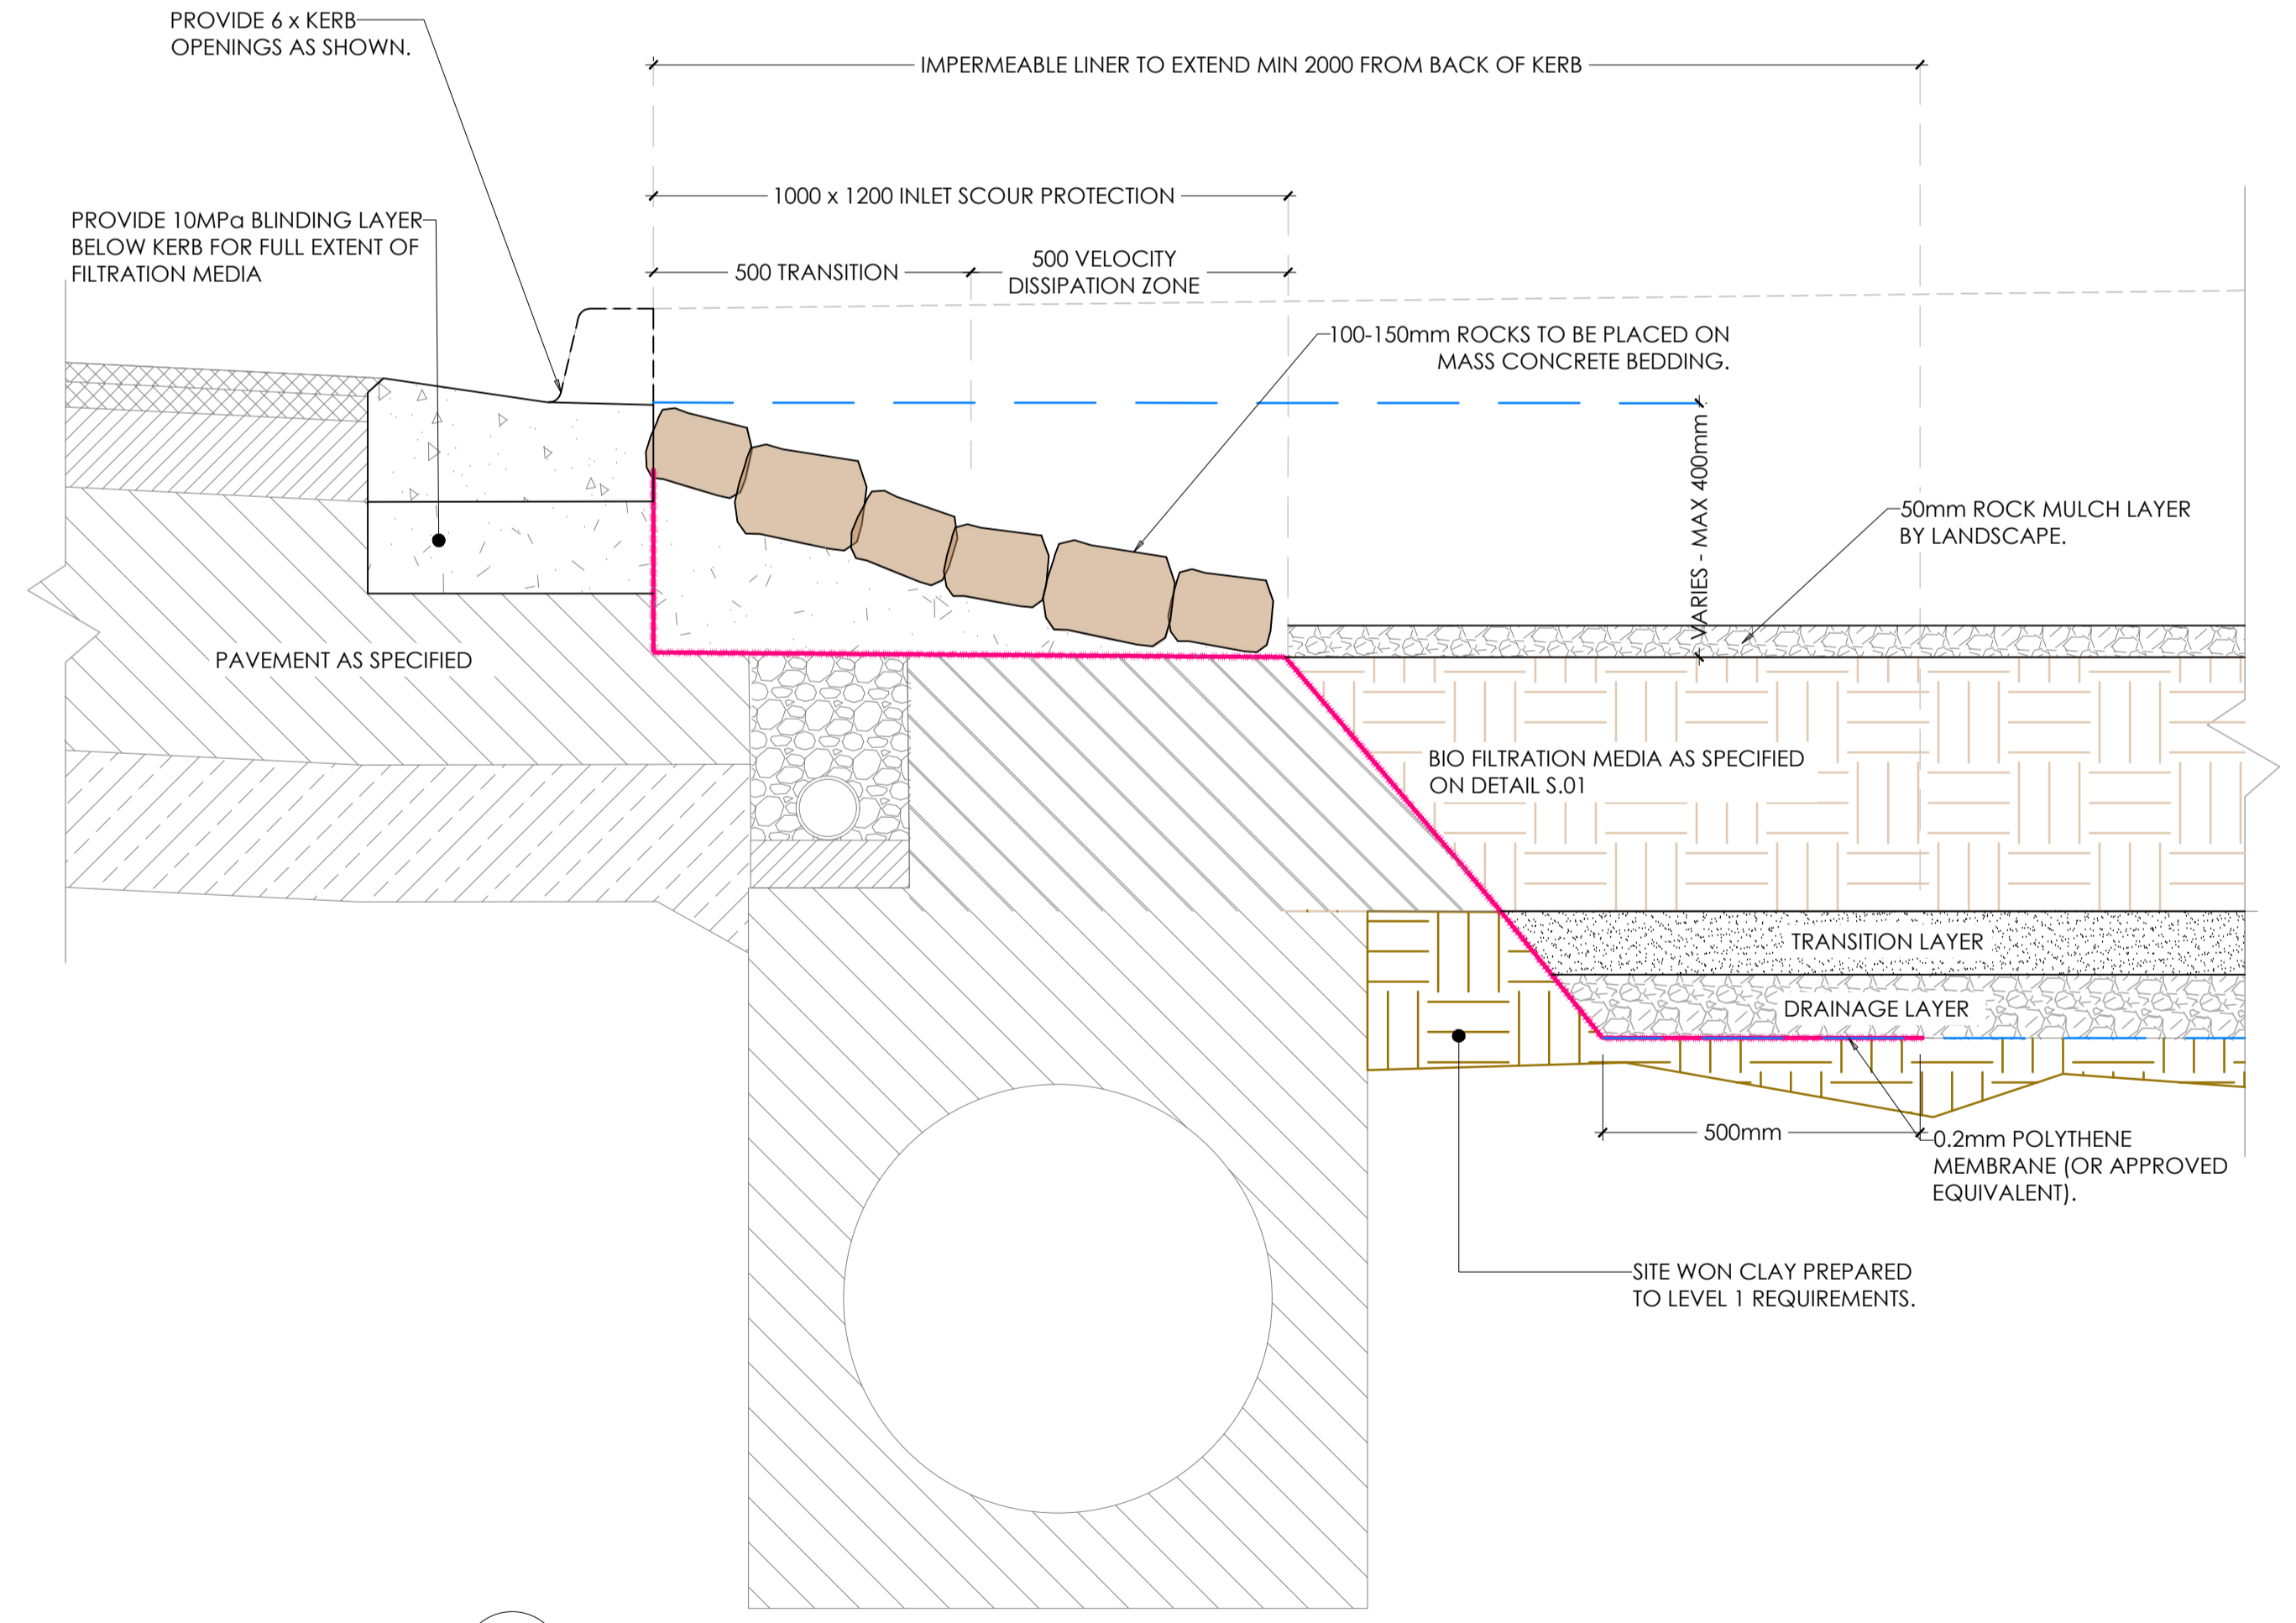 PROVIDE 6 x KERB
OPENINGS AS SHOWN.
IMPERMEABLE LINER TO EXTEND MIN 2000 FROM BACK OF KERB
1000 x 1200 INLET SCOUR PROTECTION
PROVIDE 10MPa BLINDING LAYER
BELOW KERB FOR FULL EXTENT OF
FILTRATION MEDIA
500 TRANSITION
500 VELOCITY
DISSIPATION ZONE
100-150mm ROCKS TO BE PLACED ON
MASS CONCRETE BEDDING.
VARIES - MAX 400mm
50mm ROCK MULCH LAYER
BY LANDSCAPE.
PAVEMENT AS SPECIFIED
BIO FILTRATION MEDIA AS SPECIFIED
ON DETAIL S.01
TRANSITION LAYER
DRAINAGE LAYER
500mm
0.2mm POLYTHENE
MEMBRANE (OR APPROVED
EQUIVALENT).
SITE WON CLAY PREPARED
TO LEVEL 1 REQUIREMENTS.